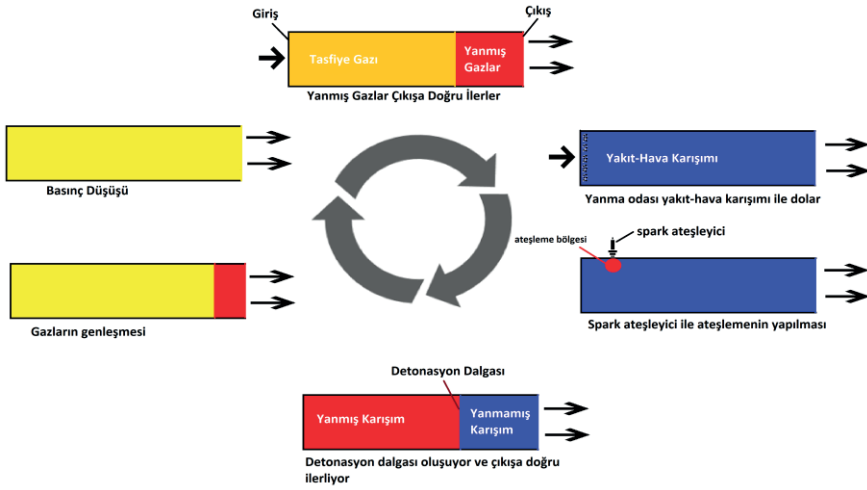 Giriş
Çıkış
Tasfiye Gazı
Yanmış
Gazlar
Yanmış Gazlar Çıkışa Doğru İlerler
Basınç Düşüşü
Yakıt-Hava Karışımı
Yanma odası yakıt-hava karışımı ile dolar
spark ateşleyici
ateşleme bölgesi
Gazların genleşmesi
Spark ateşleyici ile ateşlemenin yapılması
Detonasyon Dalgası
Yanmış Karışım
Yanmamış
Karışım
Detonasyon dalgası oluşuyor ve çıkışa doğru
ilerliyor